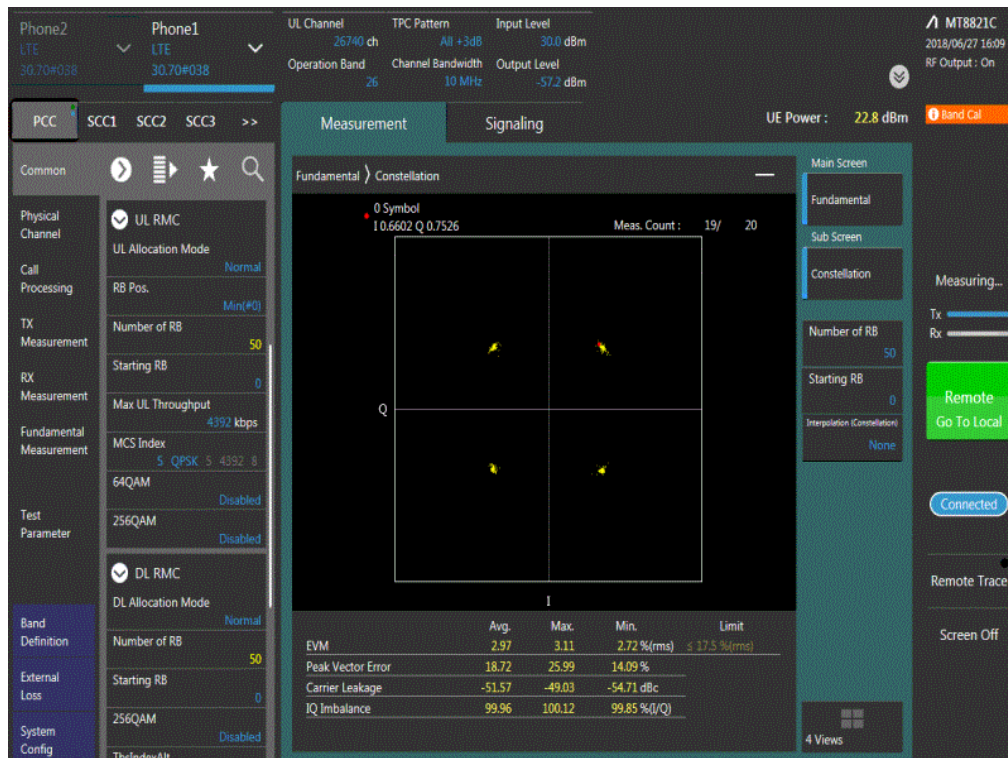 Phone2
LTE
30.70#038
Phone1
LTE
30.70#038
UL Channel
26740 ch
TPC Pattern
All +3dB
Input Level
30.0 dBm
Operation Band
26
Channel Bandwidth
10 MHz
Output Level
-57.2 dBm
MT8821C
2018/06/27 16:09
RF Output : On
PCC SCC1 SCC2 SCC3 >>
Measurement
Signaling
UE Power : 22.8 dBm
Band Cal
Common
Physical
Channel
Call
Processing
TX
Measurement
RX
Measurement
Fundamental
Measurement
Test
Parameter
Band
Definition
External
Loss
System
Config
UL RMC
UL Allocation Mode
Normal
RB Pos.
Min(#0)
Number of RB
50
Starting RB
0
Max UL Throughput
4392 kbps
MCS Index
5 QPSK 5 4392 8
64QAM
Disabled
256QAM
Disabled
DL RMC
DL Allocation Mode
Normal
Number of RB
50
Starting RB
0
256QAM
Disabled
TbsIndexAlt
Fundamental ⟩ Constellation
0 Symbol
I 0.6602 Q 0.7526
Meas. Count : 19/ 20
Q
I
Avg. Max. Min. Limit
EVM 2.97 3.11 2.72 %(rms) ≤ 17.5 %(rms)
Peak Vector Error 18.72 25.99 14.09 %
Carrier Leakage -51.57 -49.03 -54.71 dBc
IQ Imbalance 99.96 100.12 99.85 %(I/Q)
Main Screen
Fundamental
Sub Screen
Constellation
Number of RB
50
Starting RB
0
Interpolation (Constellation)
None
4 Views
Measuring...
Tx
Rx
Remote
Go To Local
Connected
Remote Trace
Screen Off